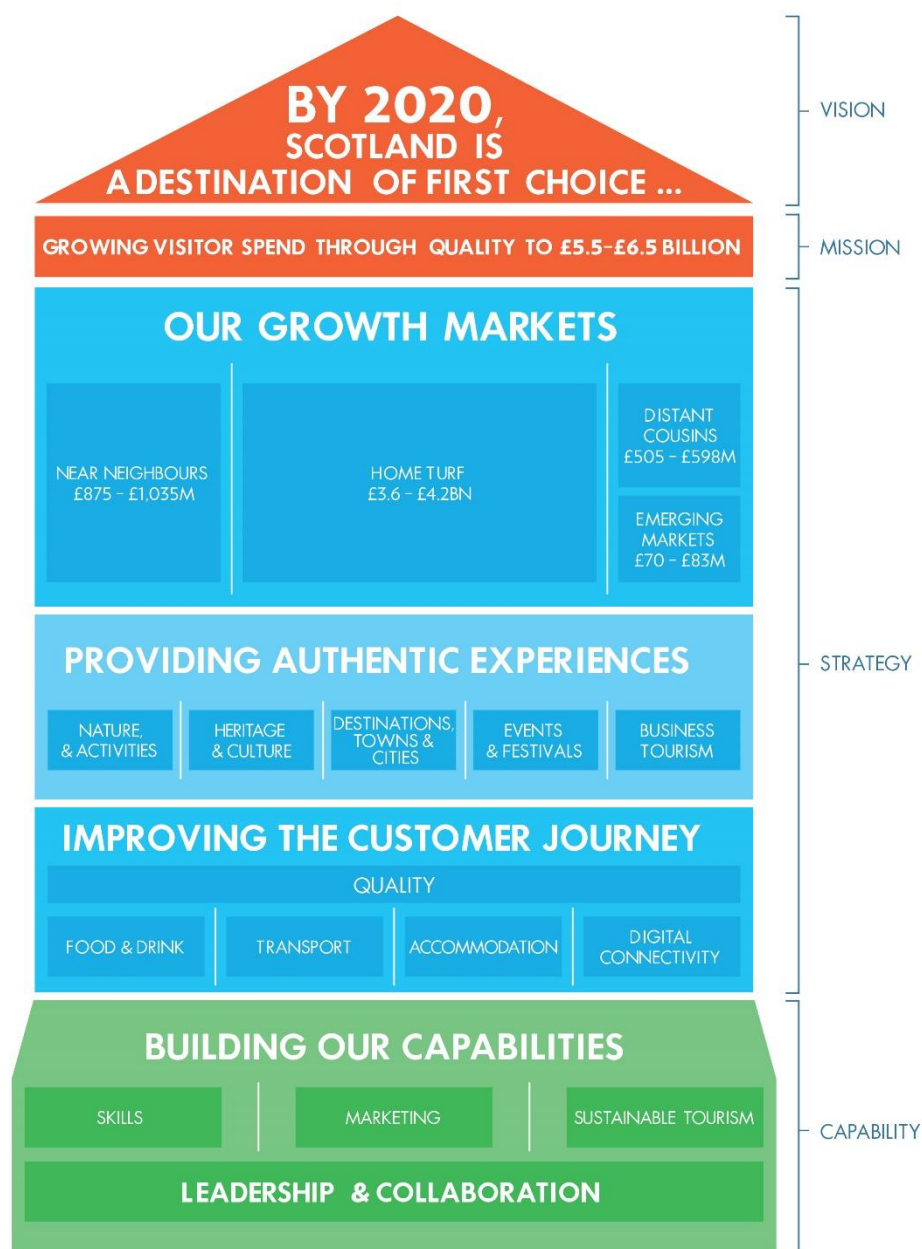 BY 2020,
SCOTLAND IS
A DESTINATION OF FIRST CHOICE ...
VISION
GROWING VISITOR SPEND THROUGH QUALITY TO £5.5–£6.5 BILLION
MISSION
OUR GROWTH MARKETS
NEAR NEIGHBOURS
£875 – £1,035M
HOME TURF
£3.6 – £4.2BN
DISTANT
COUSINS
£505 – £598M
EMERGING
MARKETS
£70 – £83M
PROVIDING AUTHENTIC EXPERIENCES
STRATEGY
NATURE,
& ACTIVITIES
HERITAGE
& CULTURE
DESTINATIONS,
TOWNS &
CITIES
EVENTS
& FESTIVALS
BUSINESS
TOURISM
IMPROVING THE CUSTOMER JOURNEY
QUALITY
FOOD & DRINK
TRANSPORT
ACCOMMODATION
DIGITAL
CONNECTIVITY
BUILDING OUR CAPABILITIES
SKILLS
MARKETING
SUSTAINABLE TOURISM
CAPABILITY
LEADERSHIP & COLLABORATION